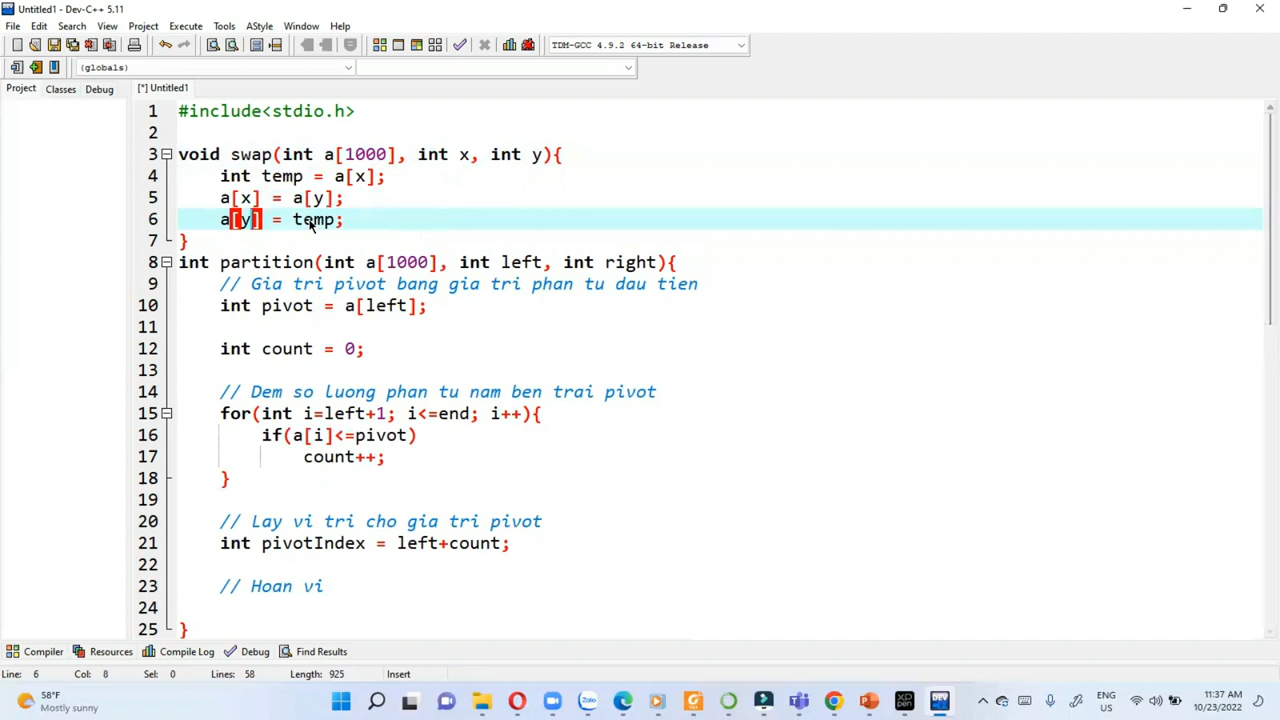 Untitled1 - Dev-C++ 5.11
File Edit Search View Project Execute Tools AStyle Window Help
TDM-GCC 4.9.2 64-bit Release
(globals)
Project Classes Debug [*] Untitled1
1 #include<stdio.h>
2
3 void swap(int a[1000], int x, int y){
4 int temp = a[x];
5 a[x] = a[y];
6 a[y] = temp;
7 }
8 int partition(int a[1000], int left, int right){
9 // Gia tri pivot bang gia tri phan tu dau tien
10 int pivot = a[left];
11
12 int count = 0;
13
14 // Dem so luong phan tu nam ben trai pivot
15 for(int i=left+1; i<=end; i++){
16 if(a[i]<=pivot)
17 count++;
18 }
19
20 // Lay vi tri cho gia tri pivot
21 int pivotIndex = left+count;
22
23 // Hoan vi
24
25 }
Compiler Resources Compile Log Debug Find Results
Line: 6 Col: 8 Sel: 0 Lines: 58 Length: 925 Insert
58°F
Mostly sunny
Zalo
xp
pen
DEV
ENG
US
11:37 AM
10/23/2022